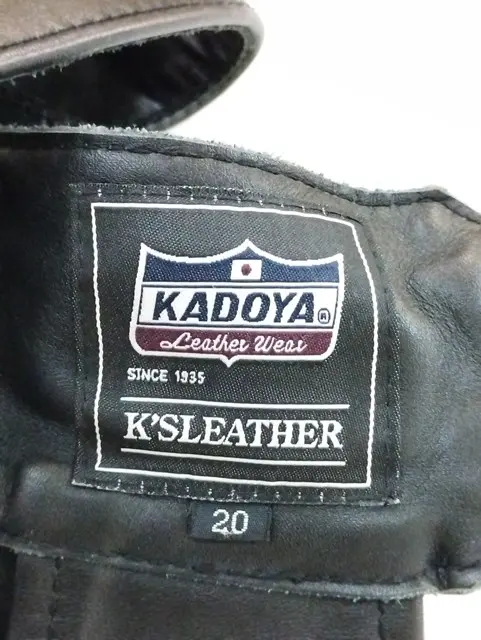 KADOYA®
Leather Wear
SINCE 1935
K'SLEATHER
20